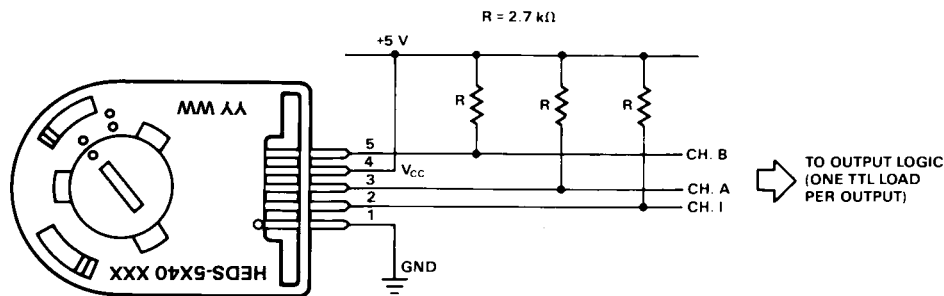 R = 2.7 kΩ
+5 V
R
R
R
YY WW
5
CH. B
4
VCC
3
CH. A
2
CH. I
1
GND
HEDS-5X40 XXX
TO OUTPUT LOGIC
(ONE TTL LOAD
PER OUTPUT)